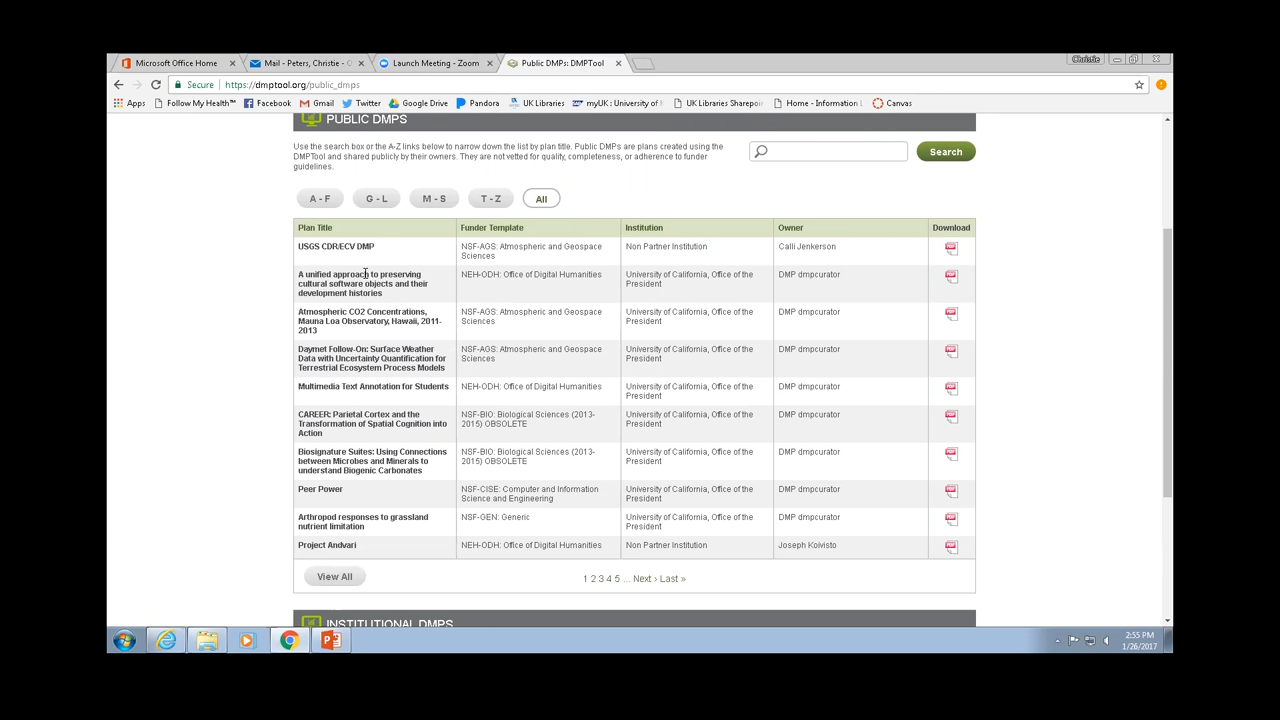 Microsoft Office Home
Mail - Peters, Christie - O
Launch Meeting - Zoom
Public DMPs: DMPTool
Christie
Secure
https://dmptool.org/public_dmps
Apps
Follow My Health™
Facebook
Gmail
Twitter
Google Drive
Pandora
UK Libraries
myUK : University of
UK Libraries Sharepoi
Home - Information
Canvas
PUBLIC DMPS
Use the search box or the A-Z links below to narrow down the list by plan title. Public DMPs are plans created using the
DMPTool and shared publicly by their owners. They are not vetted for quality, completeness, or adherence to funder
guidelines.
Search
A - F
G - L
M - S
T - Z
All
Plan Title
Funder Template
Institution
Owner
Download
USGS CDR/ECV DMP
NSF-AGS: Atmospheric and Geospace
Sciences
Non Partner Institution
Calli Jenkerson
PDF
A unified approach to preserving
cultural software objects and their
development histories
NEH-ODH: Office of Digital Humanities
University of California, Office of the
President
DMP dmpcurator
PDF
Atmospheric CO2 Concentrations,
Mauna Loa Observatory, Hawaii, 2011-
2013
NSF-AGS: Atmospheric and Geospace
Sciences
University of California, Office of the
President
DMP dmpcurator
PDF
Daymet Follow-On: Surface Weather
Data with Uncertainty Quantification for
Terrestrial Ecosystem Process Models
NSF-AGS: Atmospheric and Geospace
Sciences
University of California, Office of the
President
DMP dmpcurator
PDF
Multimedia Text Annotation for Students
NEH-ODH: Office of Digital Humanities
University of California, Office of the
President
DMP dmpcurator
PDF
CAREER: Parietal Cortex and the
Transformation of Spatial Cognition into
Action
NSF-BIO: Biological Sciences (2013-
2015) OBSOLETE
University of California, Office of the
President
DMP dmpcurator
PDF
Biosignature Suites: Using Connections
between Microbes and Minerals to
understand Biogenic Carbonates
NSF-BIO: Biological Sciences (2013-
2015) OBSOLETE
University of California, Office of the
President
DMP dmpcurator
PDF
Peer Power
NSF-CISE: Computer and Information
Science and Engineering
University of California, Office of the
President
DMP dmpcurator
PDF
Arthropod responses to grassland
nutrient limitation
NSF-GEN: Generic
University of California, Office of the
President
DMP dmpcurator
PDF
Project Andvari
NEH-ODH: Office of Digital Humanities
Non Partner Institution
Joseph Koivisto
PDF
View All
1 2 3 4 5 ... Next › Last »
INSTITUTIONAL DMPS
2:55 PM
1/26/2017